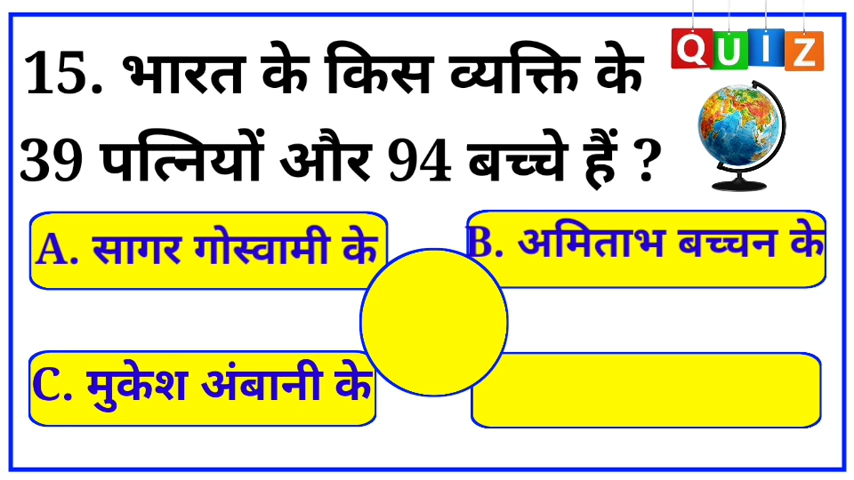 QUIZ
15. भारत के किस व्यक्ति के
39 पत्नियों और 94 बच्चे हैं ?
A. सागर गोस्वामी के
B. अमिताभ बच्चन के
C. मुकेश अंबानी के